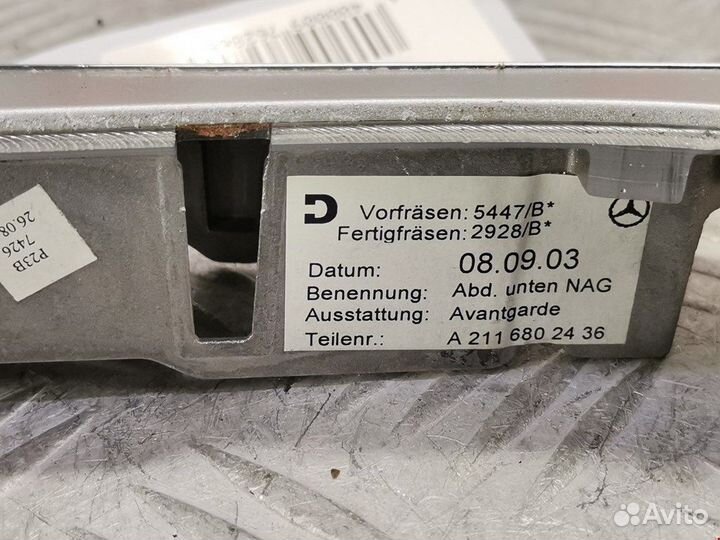 D Vorfräsen: 5447/B*
Fertigfräsen: 2928/B*
Datum: 08.09.03
Benennung: Abd. unten NAG
Ausstattung: Avantgarde
Teilenr.: A 211 680 24 36
P23B
7426
26.08
Avito